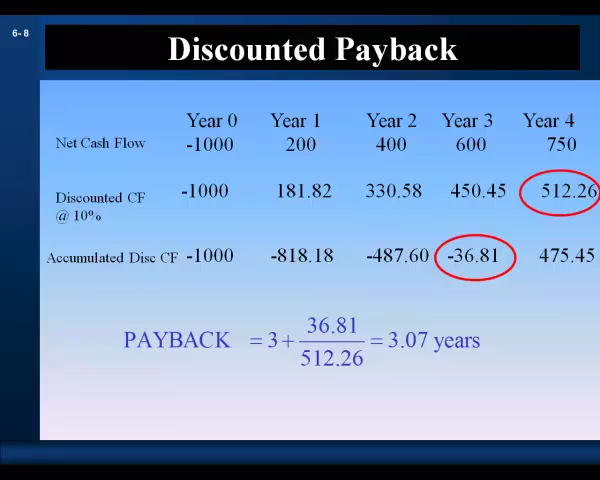 6-8
Discounted Payback
Year 0 Year 1 Year 2 Year 3 Year 4
Net Cash Flow -1000 200 400 600 750
Discounted CF -1000 181.82 330.58 450.45 512.26
@ 10%
Accumulated Disc CF -1000 -818.18 -487.60 -36.81 475.45
PAYBACK = 3 + 36.81 / 512.26 = 3.07 years